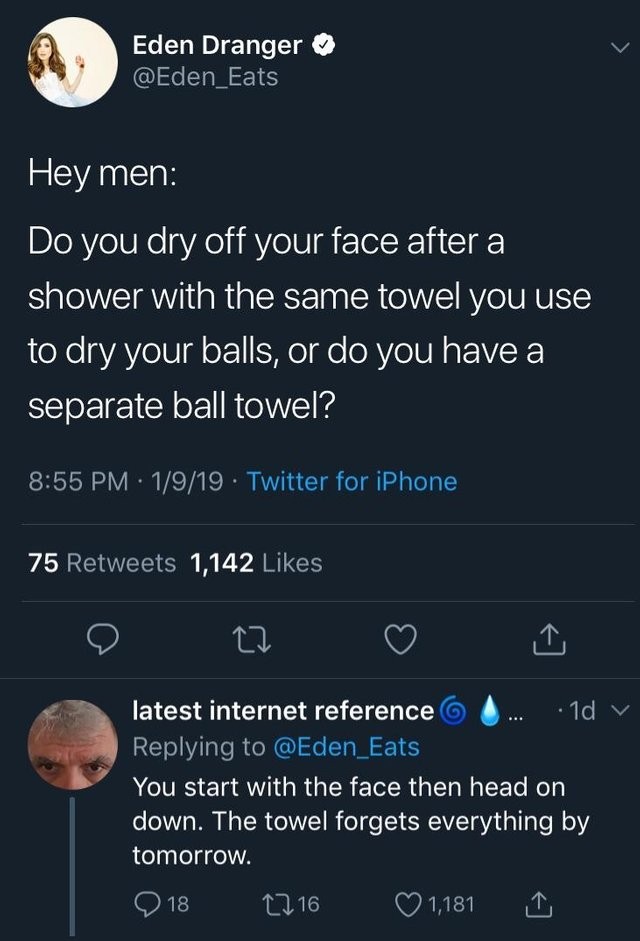 Eden Dranger
@Eden_Eats
Hey men:
Do you dry off your face after a
shower with the same towel you use
to dry your balls, or do you have a
separate ball towel?
8:55 PM · 1/9/19 · Twitter for iPhone
75 Retweets 1,142 Likes
latest internet reference🌀 💧... · 1d
Replying to @Eden_Eats
You start with the face then head on
down. The towel forgets everything by
tomorrow.
18 16 1,181